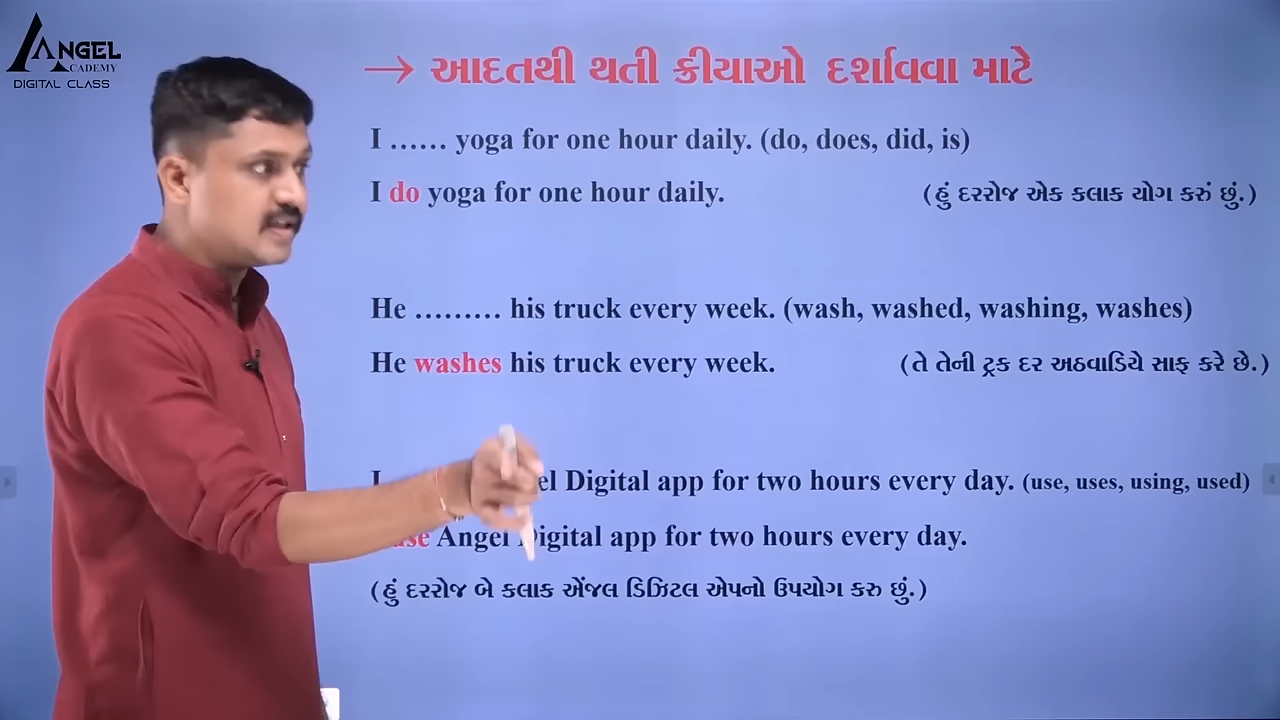 ANGEL
ACADEMY
DIGITAL CLASS
→ આદતથી થતી ક્રીયાઓ દર્શાવવા માટે
I ...... yoga for one hour daily. (do, does, did, is)
I do yoga for one hour daily. (હું દરરોજ એક કલાક યોગ કરું છું.)
He ......... his truck every week. (wash, washed, washing, washes)
He washes his truck every week. (તે તેની ટ્રક દર અઠવાડિયે સાફ કરે છે.)
I Digital app for two hours every day. (use, uses, using, used)
Angel Digital app for two hours every day.
(હું દરરોજ બે કલાક એંજલ ડિઝિટલ એપનો ઉપયોગ કરુ છું.)